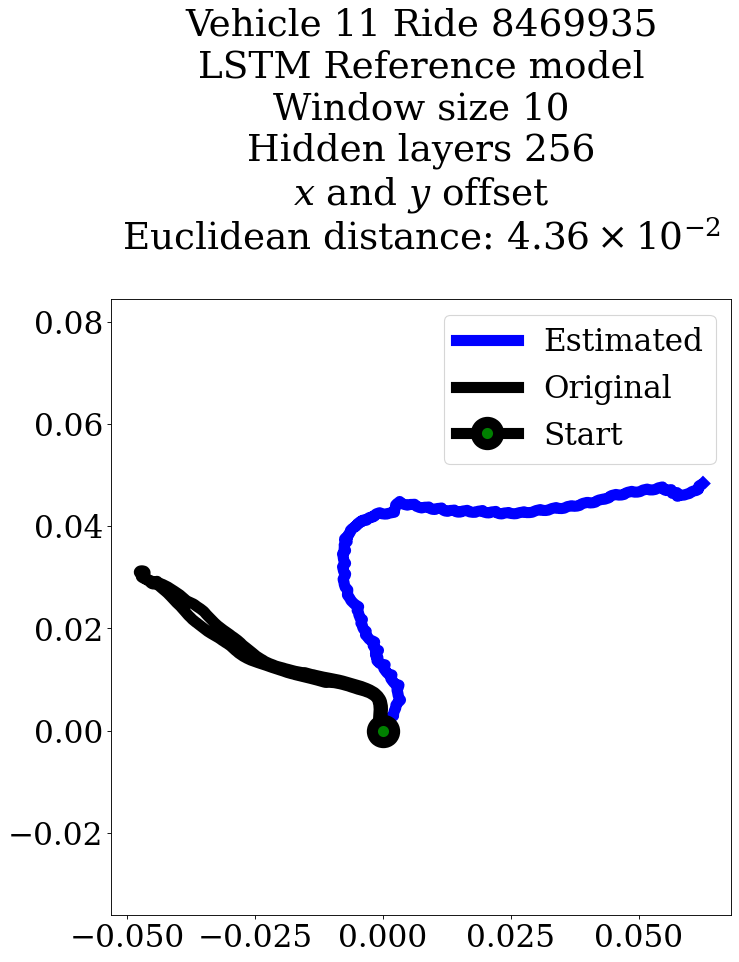 Vehicle 11 Ride 8469935
LSTM Reference model
Window size 10
Hidden layers 256
x and y offset
Euclidean distance: 4.36 × 10⁻²
Estimated
Original
Start
0.08
0.06
0.04
0.02
0.00
−0.02
−0.050 −0.025 0.000 0.025 0.050